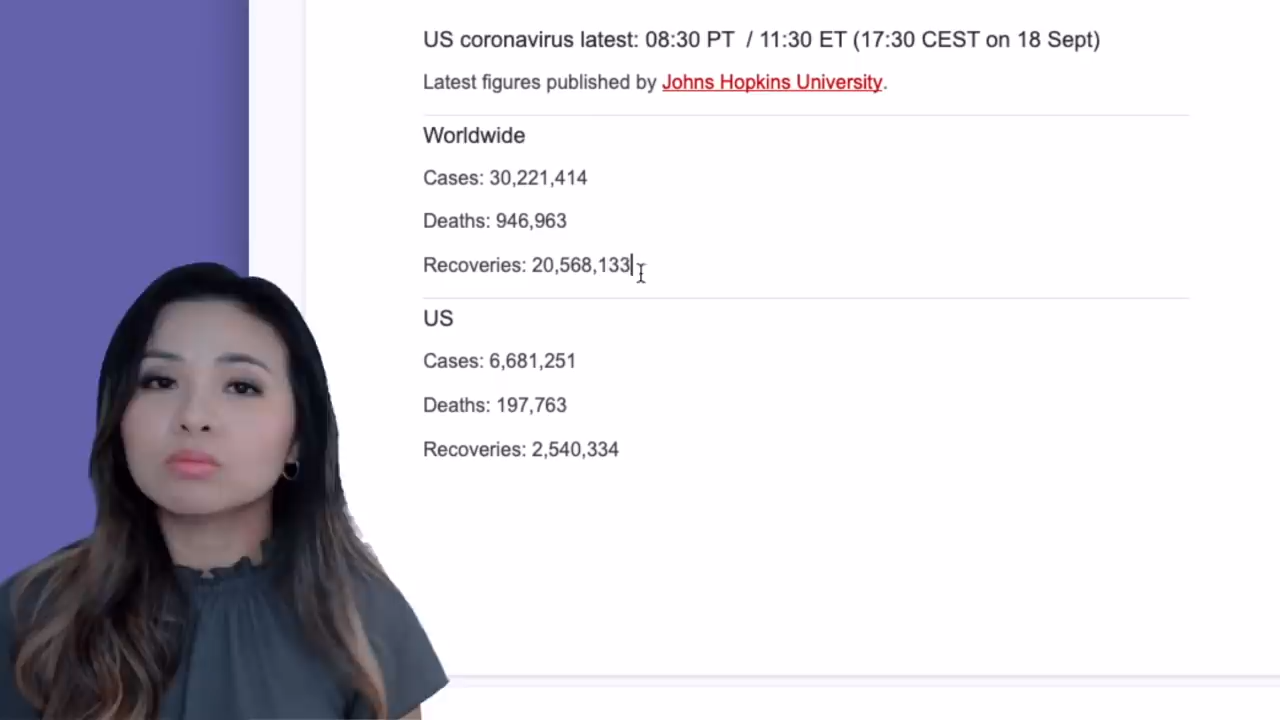 US coronavirus latest: 08:30 PT / 11:30 ET (17:30 CEST on 18 Sept)
Latest figures published by Johns Hopkins University.
Worldwide
Cases: 30,221,414
Deaths: 946,963
Recoveries: 20,568,133
US
Cases: 6,681,251
Deaths: 197,763
Recoveries: 2,540,334